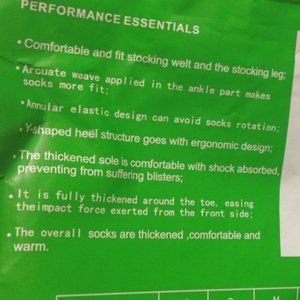 PERFORMANCE ESSENTIALS
• Comfortable and fit stocking welt and the stocking leg;
• Arcuate weave applied in the ankle part makes
socks more fit;
• Annular elastic design can avoid socks rotation;
• Y-shaped heel structure goes with ergonomic design;
• The thickened sole is comfortable with shock absorbed,
preventing from suffering blisters;
• It is fully thickened around the toe, easing
the impact force exerted from the front side;
• The overall socks are thickened ,comfortable and
warm.